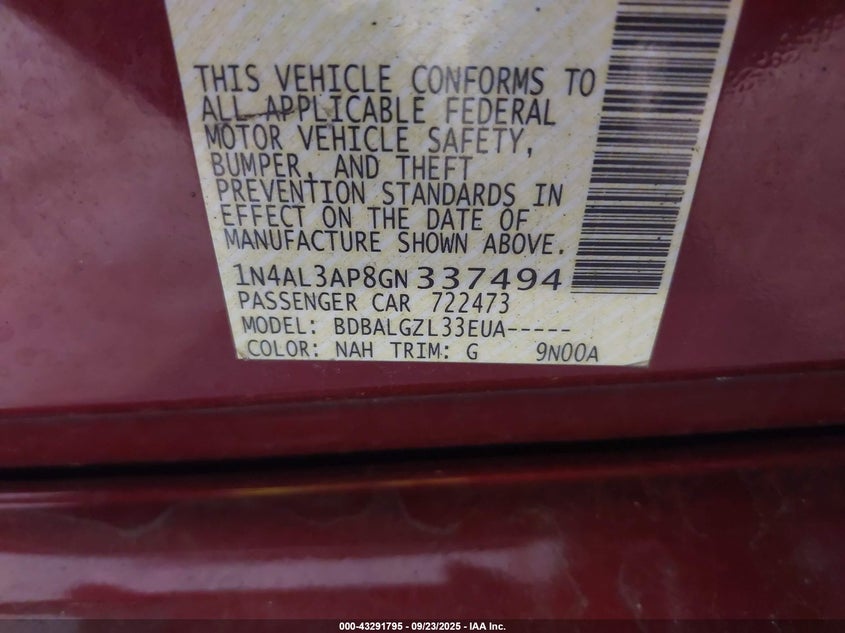 THIS VEHICLE CONFORMS TO
ALL APPLICABLE FEDERAL
MOTOR VEHICLE SAFETY,
BUMPER, AND THEFT
PREVENTION STANDARDS IN
EFFECT ON THE DATE OF
MANUFACTURE SHOWN ABOVE.
1N4AL3AP8GN337494
PASSENGER CAR 722473
MODEL: BDBALGZL33EUA-----
COLOR: NAH TRIM: G 9N00A
000-43291795 - 09/23/2025 - IAA Inc.